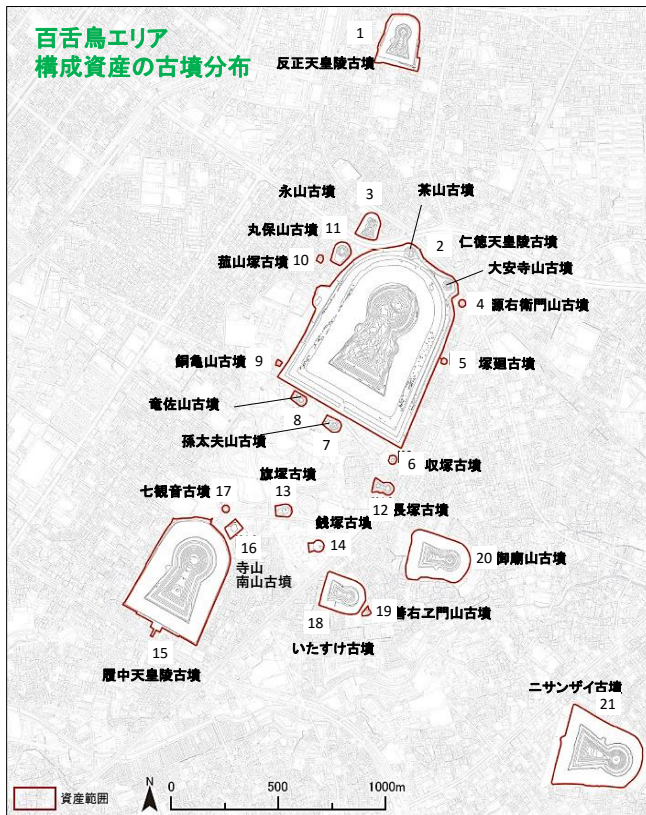 百舌鳥エリア
構成資産の古墳分布
1
反正天皇陵古墳
永山古墳
3
茶山古墳
丸保山古墳
11
2
仁徳天皇陵古墳
菰山塚古墳
10
大安寺山古墳
4
源右衛門山古墳
銅亀山古墳
9
5
塚廻古墳
竜佐山古墳
8
孫太夫山古墳
7
6
収塚古墳
旗塚古墳
13
七観音古墳
17
12
長塚古墳
銭塚古墳
14
16
寺山
南山古墳
20
御廟山古墳
18
19
善右ヱ門山古墳
いたすけ古墳
15
履中天皇陵古墳
ニサンザイ古墳
21
資産範囲
N
0
500
1000m